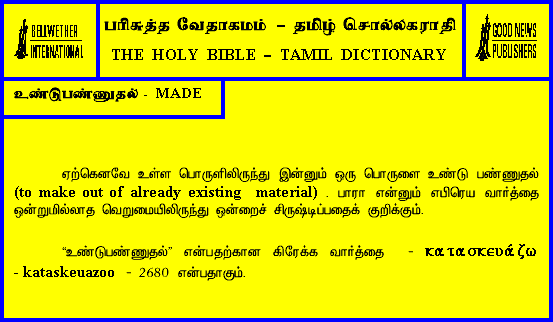 BELLWETHER
INTERNATIONAL
பரிசுத்த வேதாகமம் – தமிழ் சொல்லகராதி
THE HOLY BIBLE – TAMIL DICTIONARY
GOOD NEWS
PUBLISHERS
உண்டுபண்ணுதல் - MADE
ஏற்கெனவே உள்ள பொருளிலிருந்து இன்னும் ஒரு பொருளை உண்டு பண்ணுதல்
(to make out of already existing material) . பாரா என்னும் எபிரெய வார்த்தை
ஒன்றுமில்லாத வெறுமையிலிருந்து ஒன்றைச் சிருஷ்டிப்பதைக் குறிக்கும்.
“உண்டுபண்ணுதல்” என்பதற்கான கிரேக்க வார்த்தை - κατασκευάζω
- kataskeuazoo - 2680 என்பதாகும்.